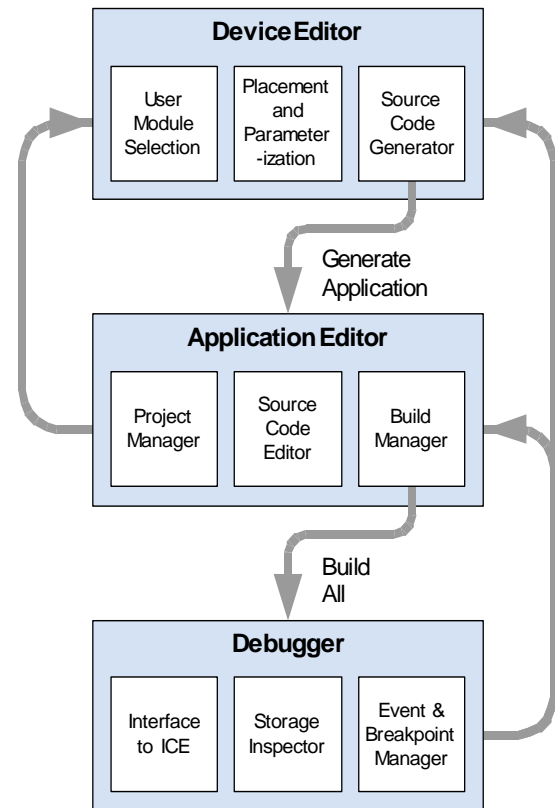 Device Editor
User
Module
Selection
Placement
and
Parameter
-ization
Source
Code
Generator
Generate
Application
Application Editor
Project
Manager
Source
Code
Editor
Build
Manager
Build
All
Debugger
Interface
to ICE
Storage
Inspector
Event &
Breakpoint
Manager